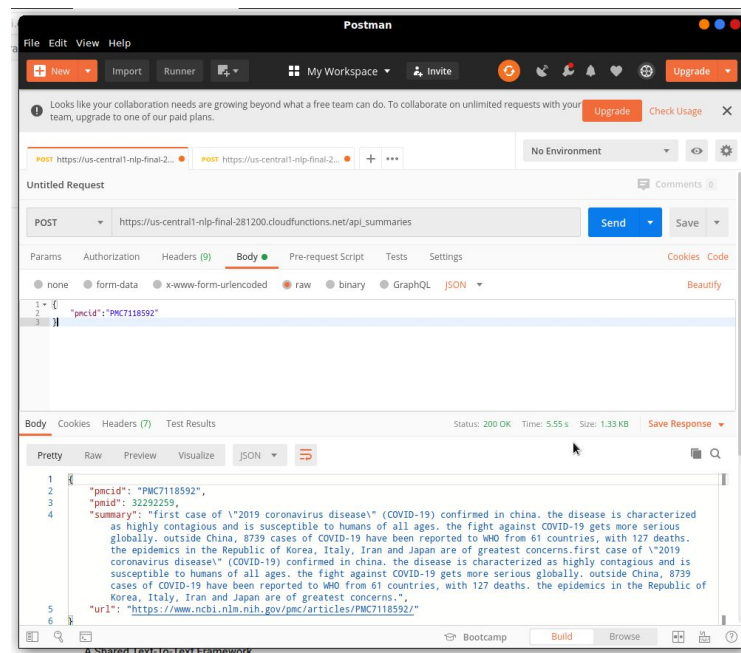 Postman
File Edit View Help
New Import Runner My Workspace Invite Upgrade
Looks like your collaboration needs are growing beyond what a free team can do. To collaborate on unlimited requests with your
team, upgrade to one of our paid plans.
Upgrade Check Usage
POST https://us-central1-nlp-final-2... POST https://us-central1-nlp-final-2... No Environment
Untitled Request Comments 0
POST https://us-central1-nlp-final-281200.cloudfunctions.net/api_summaries Send Save
Params Authorization Headers (9) Body Pre-request Script Tests Settings Cookies Code
none form-data x-www-form-urlencoded raw binary GraphQL JSON Beautify
1 {
2 "pmcid":"PMC7118592"
3 }
Body Cookies Headers (7) Test Results Status: 200 OK Time: 5.55 s Size: 1.33 KB Save Response
Pretty Raw Preview Visualize JSON
1 {
2 "pmcid": "PMC7118592",
3 "pmid": 32292259,
4 "summary": "first case of \"2019 coronavirus disease\" (COVID-19) confirmed in china. the disease is characterized
as highly contagious and is susceptible to humans of all ages. the fight against COVID-19 gets more serious
globally. outside China, 8739 cases of COVID-19 have been reported to WHO from 61 countries, with 127 deaths.
the epidemics in the Republic of Korea, Italy, Iran and Japan are of greatest concerns.first case of \"2019
coronavirus disease\" (COVID-19) confirmed in china. the disease is characterized as highly contagious and is
susceptible to humans of all ages. the fight against COVID-19 gets more serious globally. outside China, 8739
cases of COVID-19 have been reported to WHO from 61 countries, with 127 deaths. the epidemics in the Republic of
Korea, Italy, Iran and Japan are of greatest concerns.",
5 "url": "https://www.ncbi.nlm.nih.gov/pmc/articles/PMC7118592/"
6 }
Bootcamp Build Browse
A Shared Text-To-Text Framework